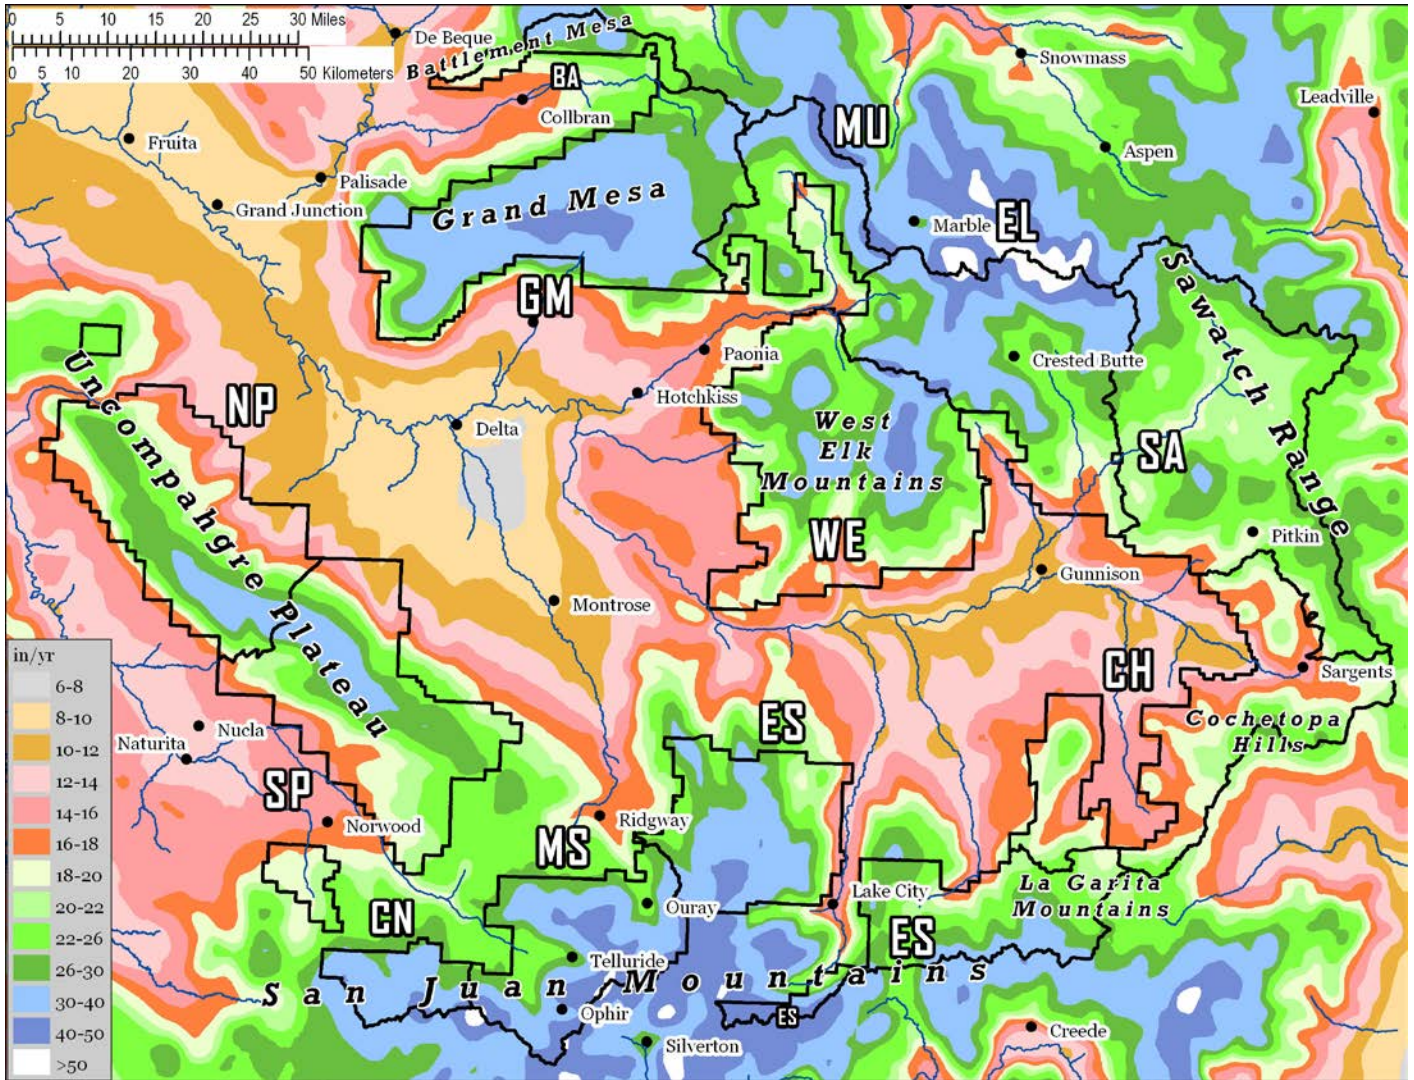 0 10 20 30 Miles
0 5 10 20 30 40 50 Kilometers
De Beque
Battlement Mesa
BA
Collbran
Snowmass
Leadville
MU
Fruita
Aspen
Palisade
Grand Mesa
Grand Junction
Marble
EL
Sawatch Range
GM
Paonia
Crested Butte
Uncompahgre Plateau
NP
Hotchkiss
Delta
West
Elk
Mountains
SA
WE
Pitkin
Gunnison
Montrose
in/yr
6-8
8-10
10-12
12-14
14-16
16-18
18-20
20-22
22-26
26-30
30-40
40-50
>50
CH
Sargents
Cochetopa
Hills
Nucla
Naturita
ES
SP
Norwood
Ridgway
MS
Lake City
La Garita
Mountains
Ouray
CN
ES
Telluride
San Juan Mountains
Ophir
ES
Creede
Silverton